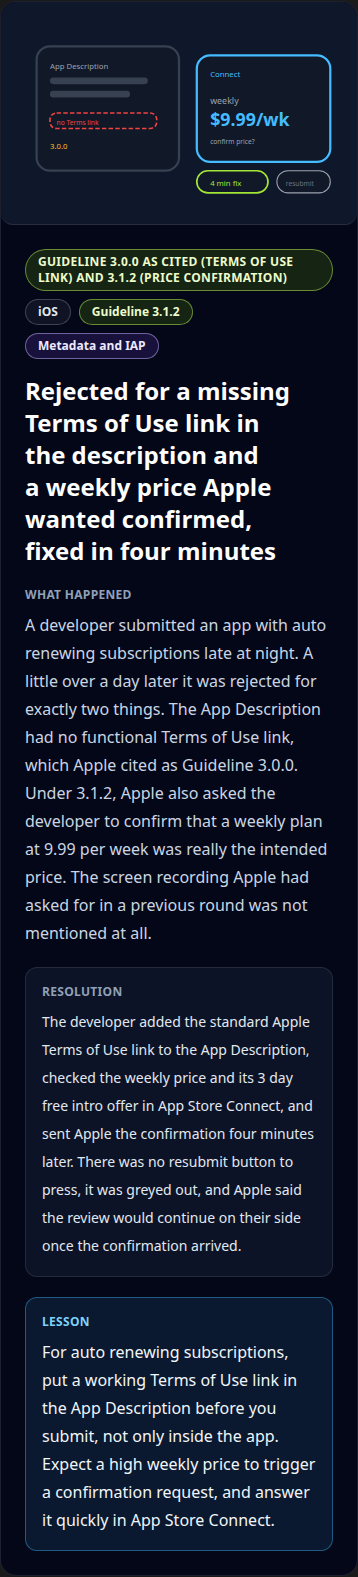 App Description
no Terms link
3.0.0
Connect
weekly
$9.99/wk
confirm price?
4 min fix
resubmit
GUIDELINE 3.0.0 AS CITED (TERMS OF USE
LINK) AND 3.1.2 (PRICE CONFIRMATION)
iOS
Guideline 3.1.2
Metadata and IAP
Rejected for a missing
Terms of Use link in
the description and
a weekly price Apple
wanted confirmed,
fixed in four minutes
WHAT HAPPENED
A developer submitted an app with auto
renewing subscriptions late at night. A
little over a day later it was rejected for
exactly two things. The App Description
had no functional Terms of Use link,
which Apple cited as Guideline 3.0.0.
Under 3.1.2, Apple also asked the
developer to confirm that a weekly plan
at 9.99 per week was really the intended
price. The screen recording Apple had
asked for in a previous round was not
mentioned at all.
RESOLUTION
The developer added the standard Apple
Terms of Use link to the App Description,
checked the weekly price and its 3 day
free intro offer in App Store Connect, and
sent Apple the confirmation four minutes
later. There was no resubmit button to
press, it was greyed out, and Apple said
the review would continue on their side
once the confirmation arrived.
LESSON
For auto renewing subscriptions,
put a working Terms of Use link in
the App Description before you
submit, not only inside the app.
Expect a high weekly price to trigger
a confirmation request, and answer
it quickly in App Store Connect.